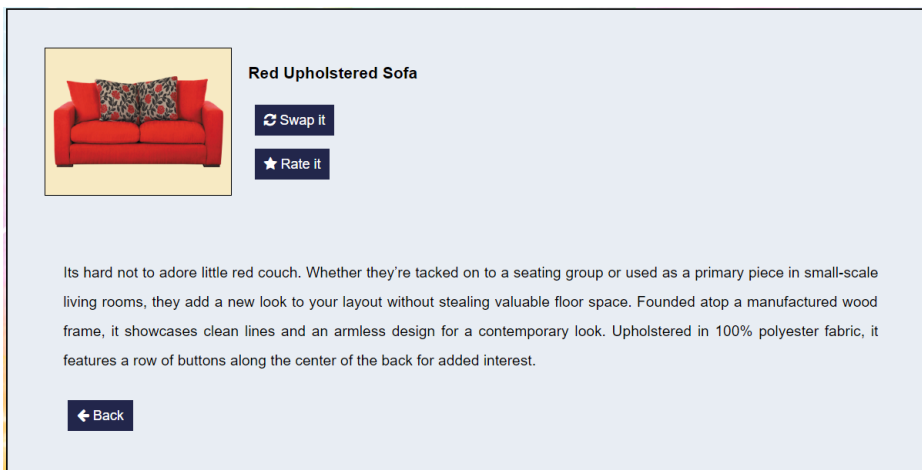 Red Upholstered Sofa
Swap it
Rate it
Its hard not to adore little red couch. Whether they’re tacked on to a seating group or used as a primary piece in small-scale
living rooms, they add a new look to your layout without stealing valuable floor space. Founded atop a manufactured wood
frame, it showcases clean lines and an armless design for a contemporary look. Upholstered in 100% polyester fabric, it
features a row of buttons along the center of the back for added interest.
Back